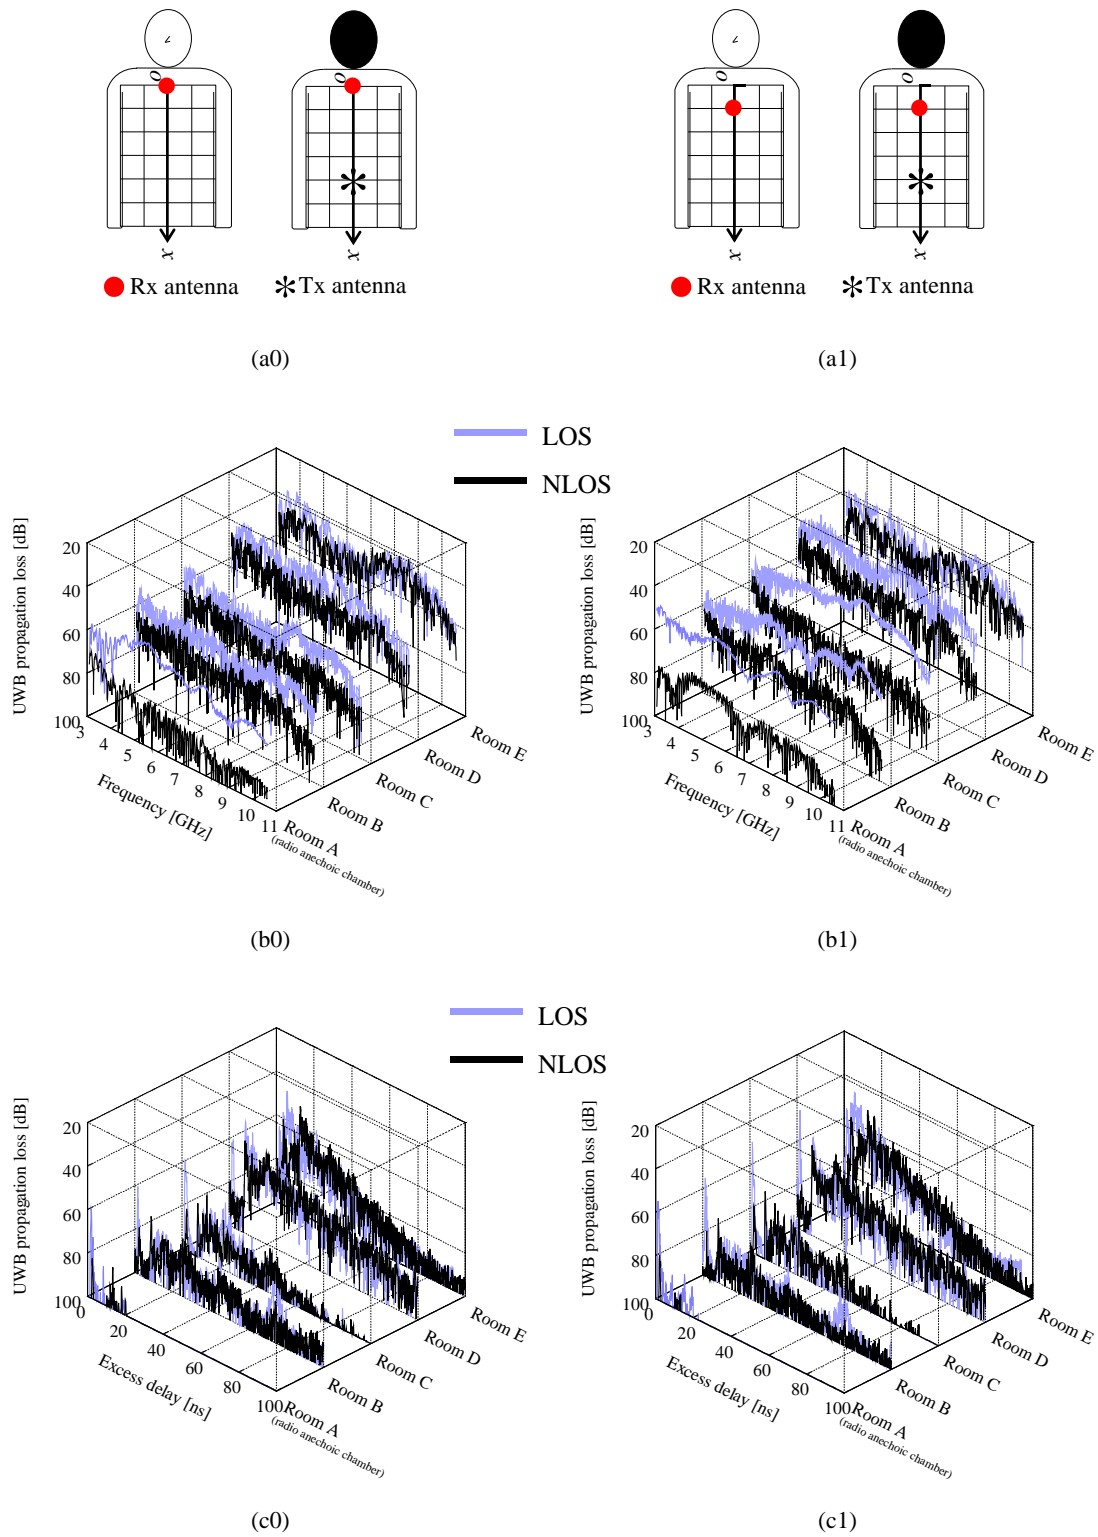 o
o
o
o
x
x
x
x
Rx antenna
Tx antenna
Rx antenna
Tx antenna
(a0)
(a1)
LOS
NLOS
UWB propagation loss [dB]
20
40
60
80
100
3
4
5
6
7
8
9
10
11
Frequency [GHz]
Room A
(radio anechoic chamber)
Room B
Room C
Room D
Room E
UWB propagation loss [dB]
20
40
60
80
100
3
4
5
6
7
8
9
10
11
Frequency [GHz]
Room A
(radio anechoic chamber)
Room B
Room C
Room D
Room E
(b0)
(b1)
LOS
NLOS
UWB propagation loss [dB]
20
40
60
80
100
0
20
40
60
80
100
Excess delay [ns]
Room A
(radio anechoic chamber)
Room B
Room C
Room D
Room E
UWB propagation loss [dB]
20
40
60
80
100
0
20
40
60
80
100
Excess delay [ns]
Room A
(radio anechoic chamber)
Room B
Room C
Room D
Room E
(c0)
(c1)